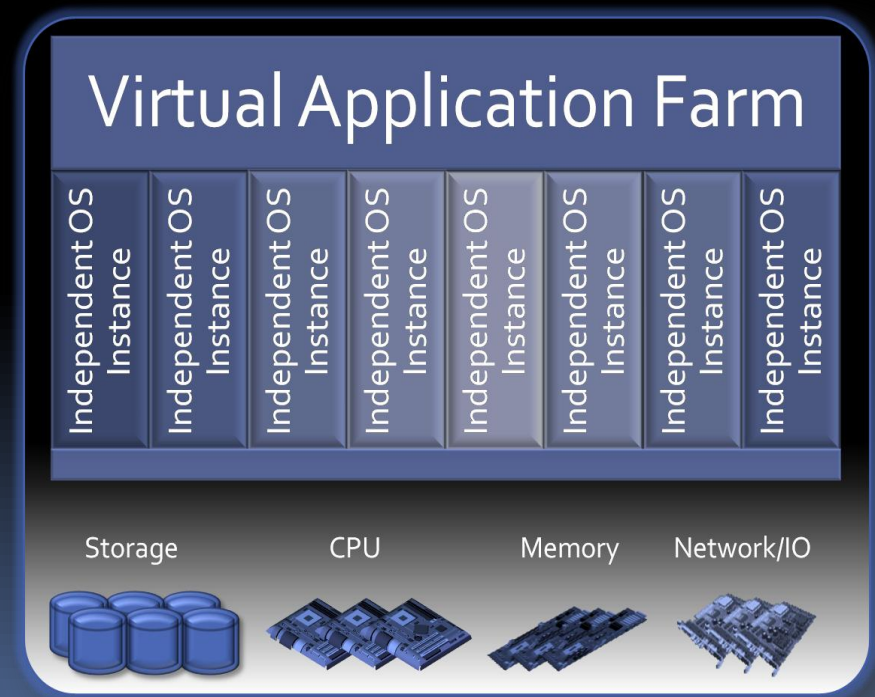 Virtual Application Farm
Independent OS
Instance
Independent OS
Instance
Independent OS
Instance
Independent OS
Instance
Independent OS
Instance
Independent OS
Instance
Independent OS
Instance
Independent OS
Instance
Storage
CPU
Memory
Network/IO